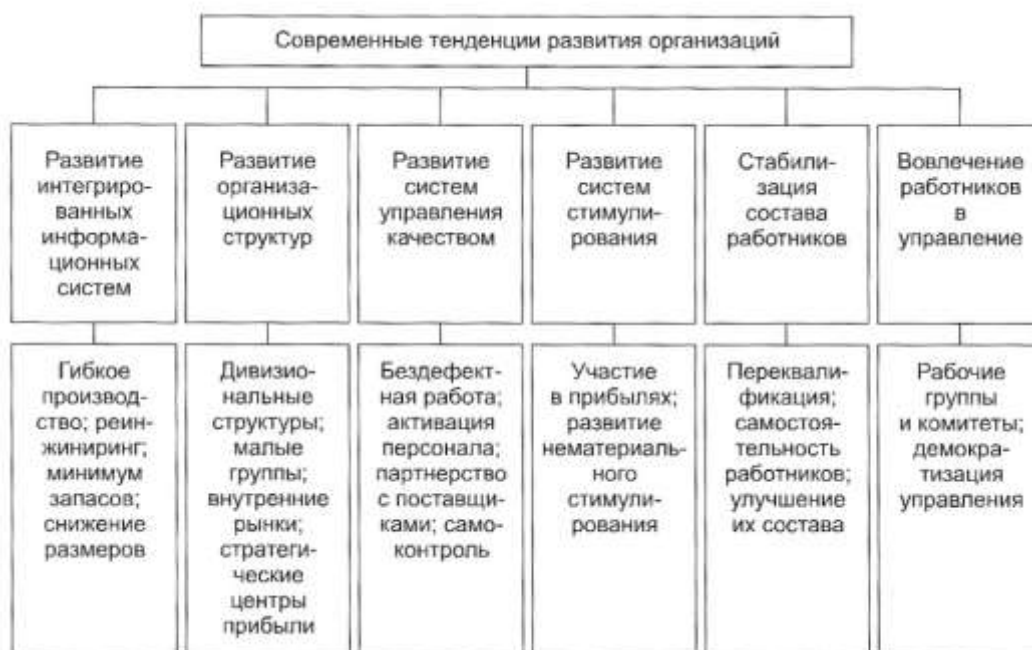 Современные тенденции развития организаций
Развитие
интегриро-
ванных
информа-
ционных
систем
Развитие
организа-
ционных
структур
Развитие
систем
управления
качеством
Развитие
систем
стимули-
рования
Стабили-
зация
состава
работников
Вовлечение
работников
в
управление
Гибкое
производ-
ство; реин-
жиниринг;
минимум
запасов;
снижение
размеров
Дивизио-
нальные
структуры;
малые
группы;
внутренние
рынки;
стратеги-
ческие
центры
прибыли
Бездефект-
ная работа;
активация
персонала;
партнерство
с поставщи-
ками; само-
контроль
Участие
в прибылях;
развитие
нематериаль-
ного
стимули-
рования
Переквали-
фикация;
самостоя-
тельность
работников;
улучшение
их состава
Рабочие
группы
и комитеты;
демокра-
тизация
управления